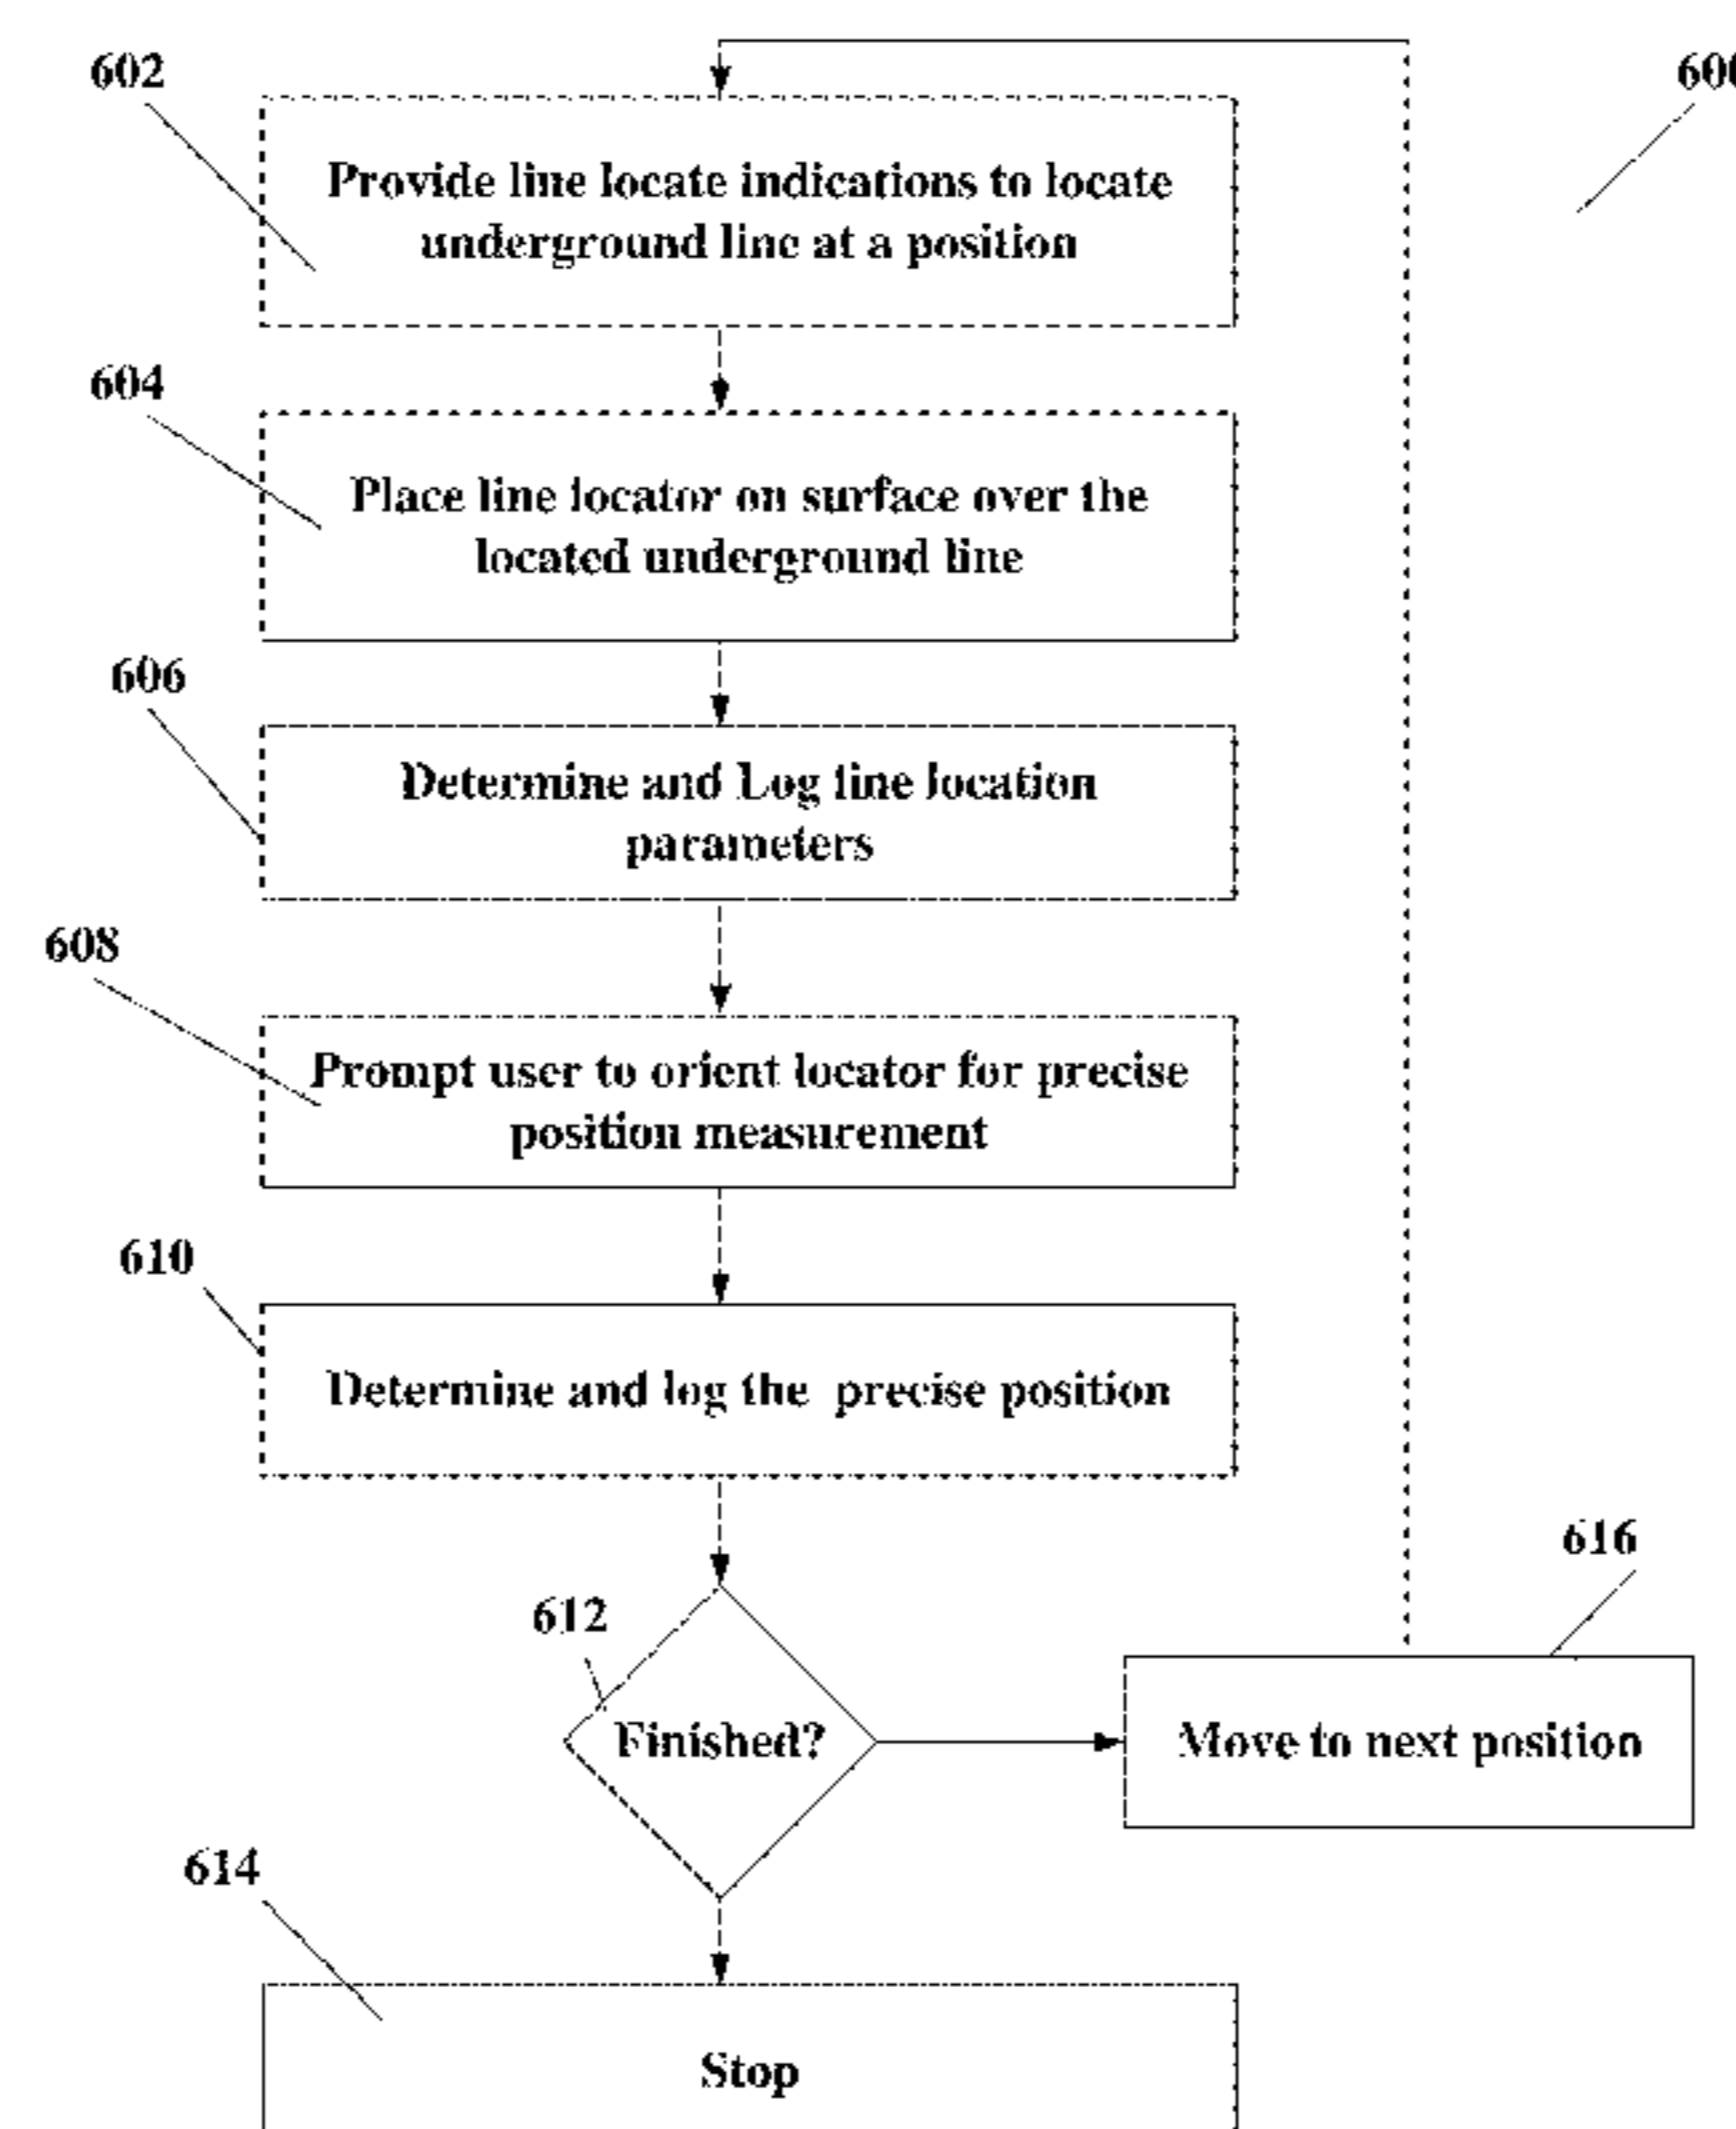 602
600
Provide line locate indications to locate
underground line at a position
604
Place line locator on surface over the
located underground line
606
Determine and Log line location
parameters
608
Prompt user to orient locator for precise
position measurement
610
Determine and log the precise position
616
612
Finished?
Move to next position
614
Stop